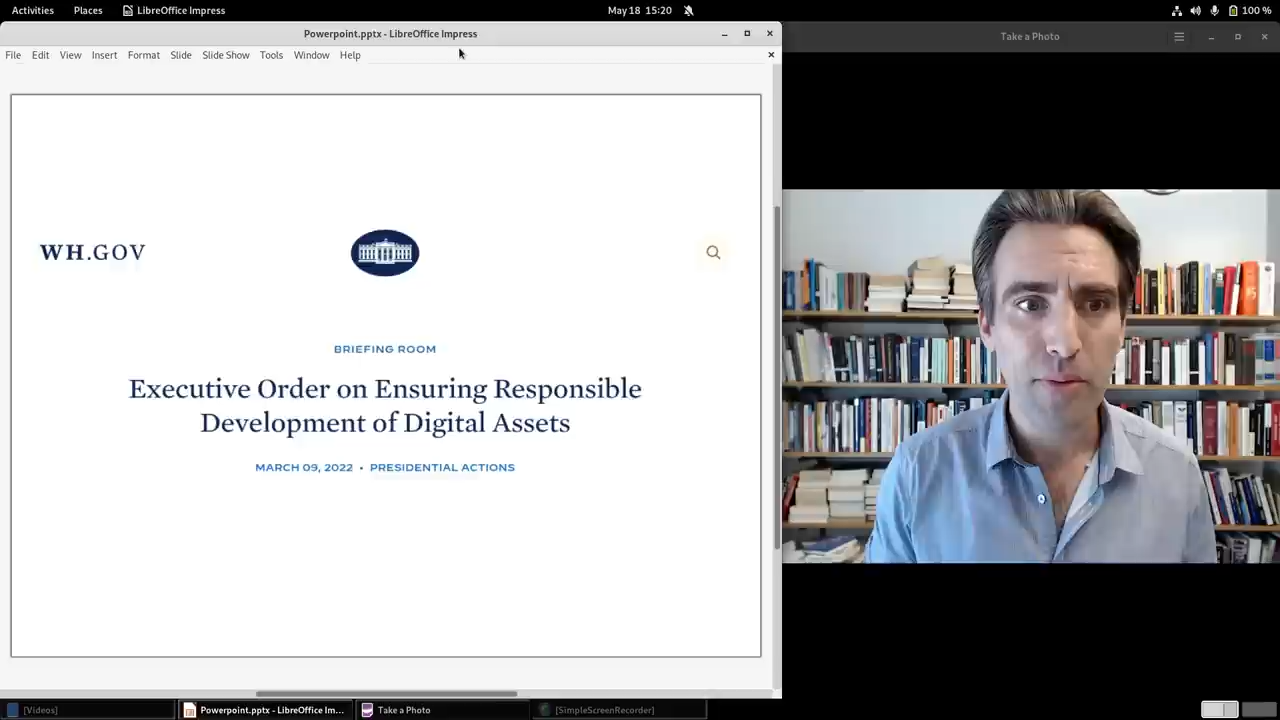 Activities Places LibreOffice Impress May 18 15:20 100 %
Powerpoint.pptx - LibreOffice Impress
Take a Photo
File Edit View Insert Format Slide Slide Show Tools Window Help
WH.GOV
BRIEFING ROOM
Executive Order on Ensuring Responsible
Development of Digital Assets
MARCH 09, 2022 • PRESIDENTIAL ACTIONS
[Videos] Powerpoint.pptx - LibreOffice Im... Take a Photo [SimpleScreenRecorder]